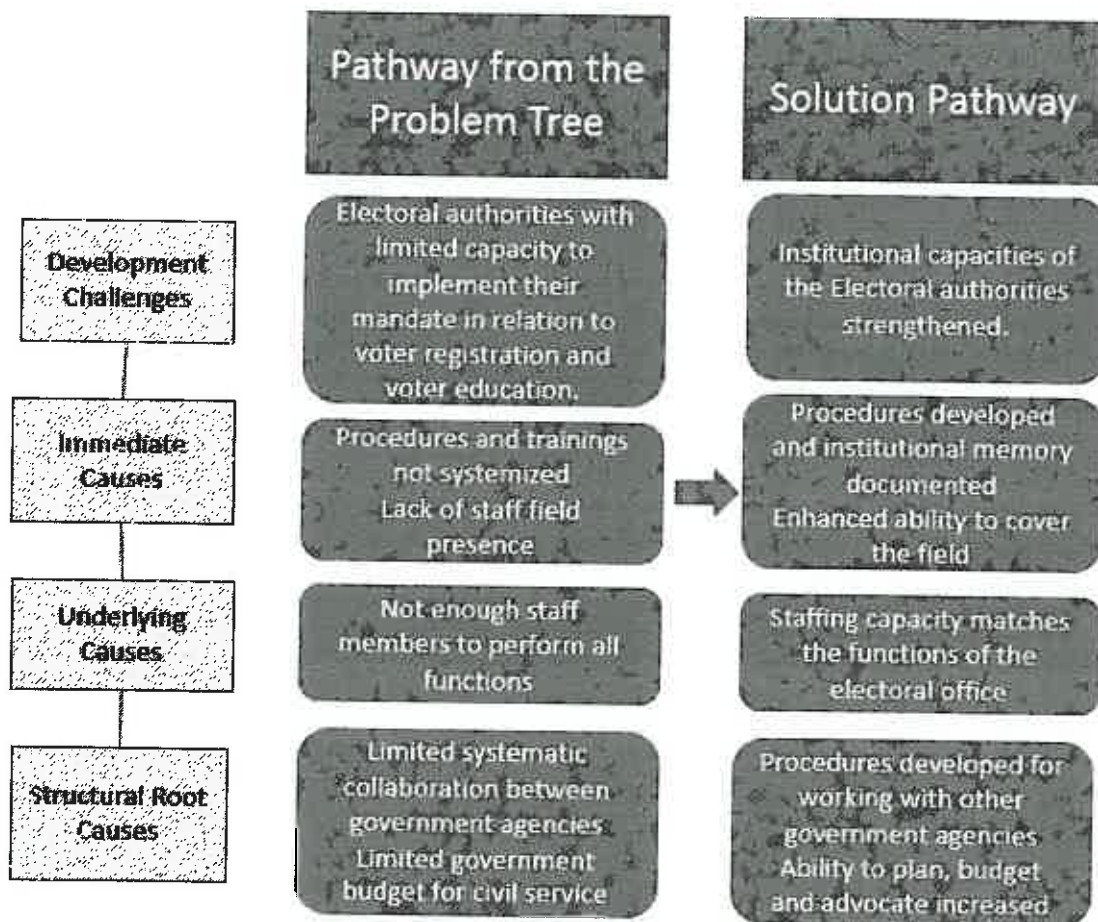 Pathway from the
Problem Tree
Solution Pathway
Development
Challenges
Electoral authorities with
limited capacity to
implement their
mandate in relation to
voter registration and
voter education.
Institutional capacities of
the Electoral authorities
strengthened.
Immediate
Causes
Procedures and trainings
not systemized
Lack of staff field
presence
Procedures developed
and institutional memory
documented
Enhanced ability to cover
the field
Underlying
Causes
Not enough staff
members to perform all
functions
Staffing capacity matches
the functions of the
electoral office
Structural Root
Causes
Limited systematic
collaboration between
government agencies
Limited government
budget for civil service
Procedures developed for
working with other
government agencies
Ability to plan, budget
and advocate increased